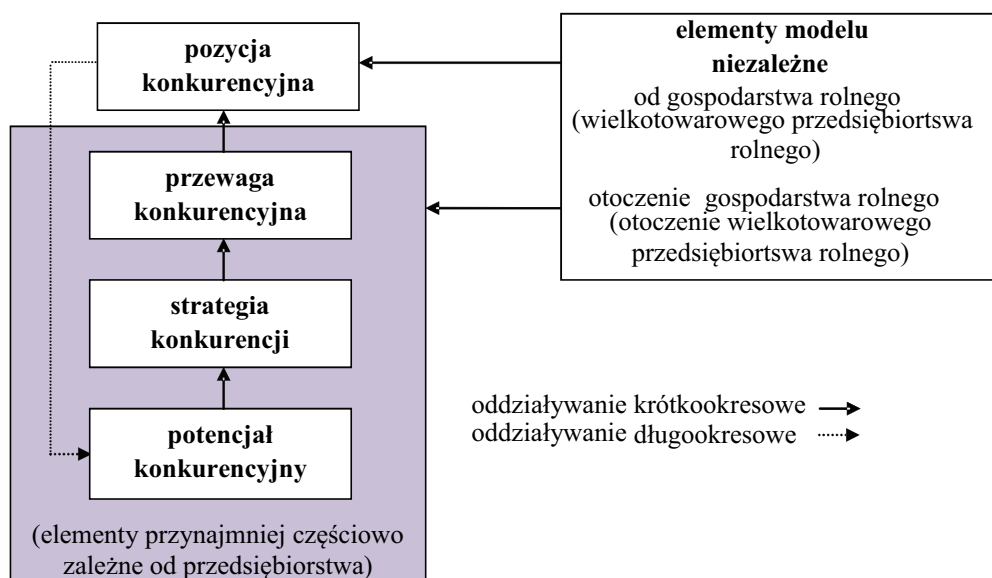 pozycja
konkurencyjna
przewaga
konkurencyjna
strategia
konkurencji
potencjał
konkurencyjny
(elementy przynajmniej częściowo
zależne od przedsiębiorstwa)
elementy modelu
niezależne
od gospodarstwa rolnego
(wielkotowarowego przedsiębiortswa
rolnego)
otoczenie gospodarstwa rolnego
(otoczenie wielkotowarowego
przedsiębiortswa rolnego)
oddziaływanie krótkookresowe
oddziaływanie długookresowe